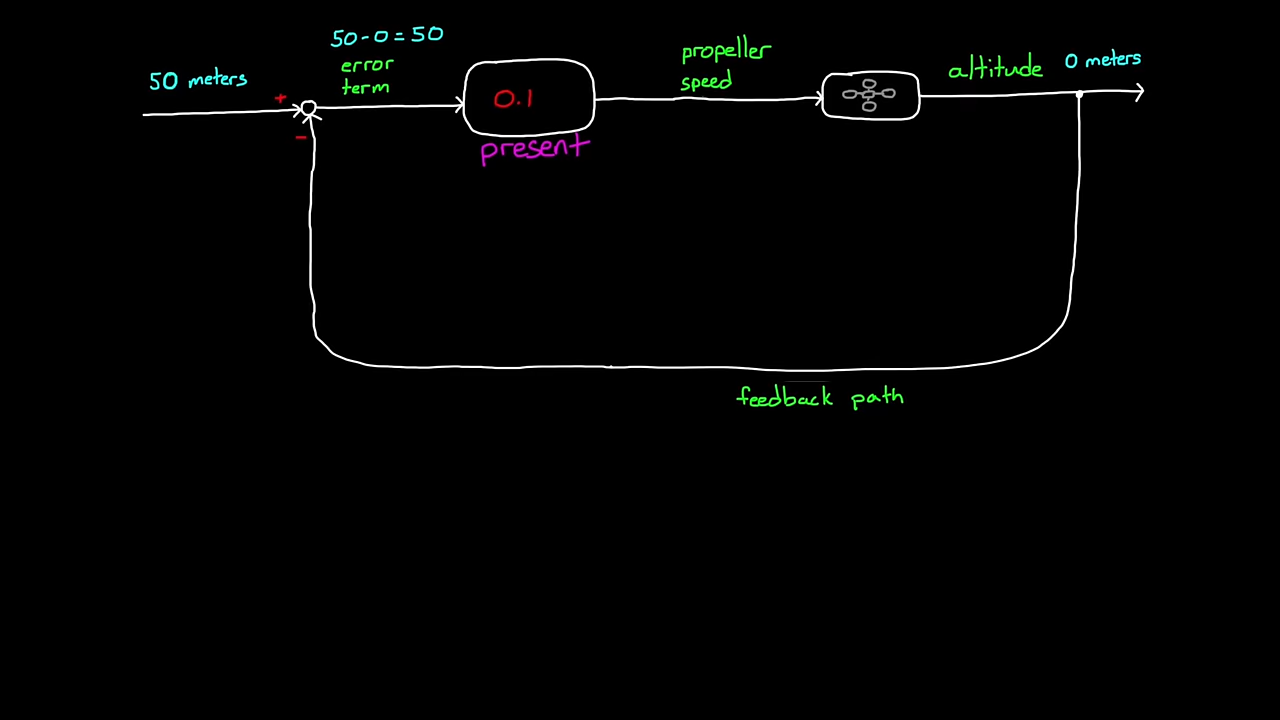 50 - 0 = 50
50 meters
error
term
+
-
0.1
present
propeller
speed
altitude
0 meters
feedback path